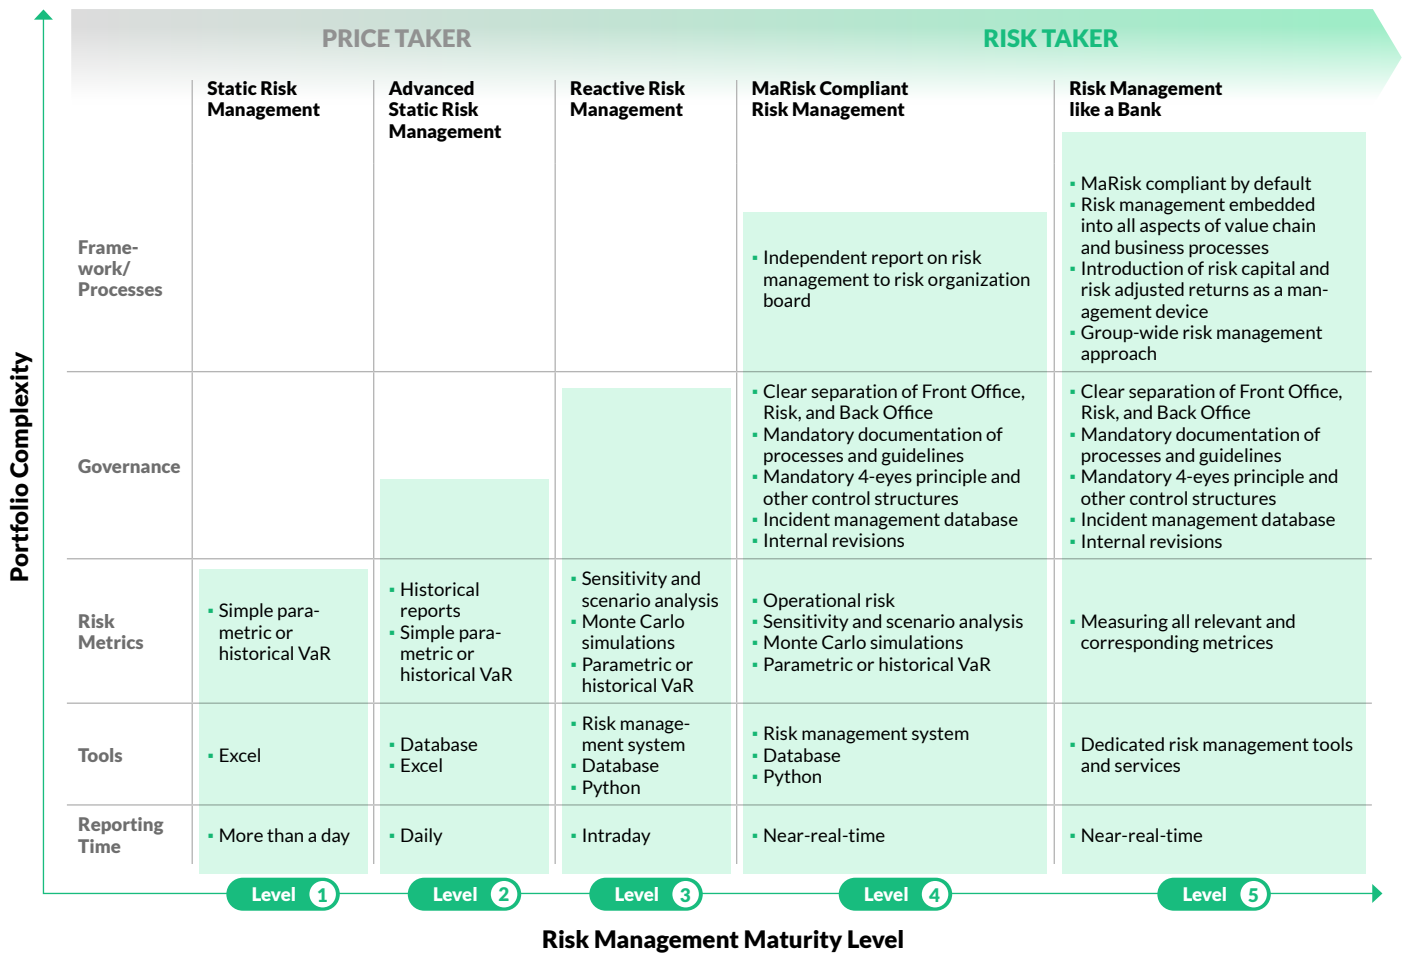 PRICE TAKER
RISK TAKER
Static Risk
Management
Advanced
Static Risk
Management
Reactive Risk
Management
MaRisk Compliant
Risk Management
Risk Management
like a Bank
Portfolio Complexity
Frame-
work/
Processes
▪ Independent report on risk
management to risk organization
board
▪ MaRisk compliant by default
▪ Risk management embedded
into all aspects of value chain
and business processes
▪ Introduction of risk capital and
risk adjusted returns as a man-
agement device
▪ Group-wide risk management
approach
Governance
▪ Clear separation of Front Office,
Risk, and Back Office
▪ Mandatory documentation of
processes and guidelines
▪ Mandatory 4-eyes principle and
other control structures
▪ Incident management database
▪ Internal revisions
▪ Clear separation of Front Office,
Risk, and Back Office
▪ Mandatory documentation of
processes and guidelines
▪ Mandatory 4-eyes principle and
other control structures
▪ Incident management database
▪ Internal revisions
Risk
Metrics
▪ Simple para-
metric or
historical VaR
▪ Historical
reports
▪ Simple para-
metric or
historical VaR
▪ Sensitivity and
scenario analysis
▪ Monte Carlo
simulations
▪ Parametric or
historical VaR
▪ Operational risk
▪ Sensitivity and scenario analysis
▪ Monte Carlo simulations
▪ Parametric or historical VaR
▪ Measuring all relevant and
corresponding metrices
Tools
▪ Excel
▪ Database
▪ Excel
▪ Risk manage-
ment system
▪ Database
▪ Python
▪ Risk management system
▪ Database
▪ Python
▪ Dedicated risk management tools
and services
Reporting
Time
▪ More than a day
▪ Daily
▪ Intraday
▪ Near-real-time
▪ Near-real-time
Level 1
Level 2
Level 3
Level 4
Level 5
Risk Management Maturity Level